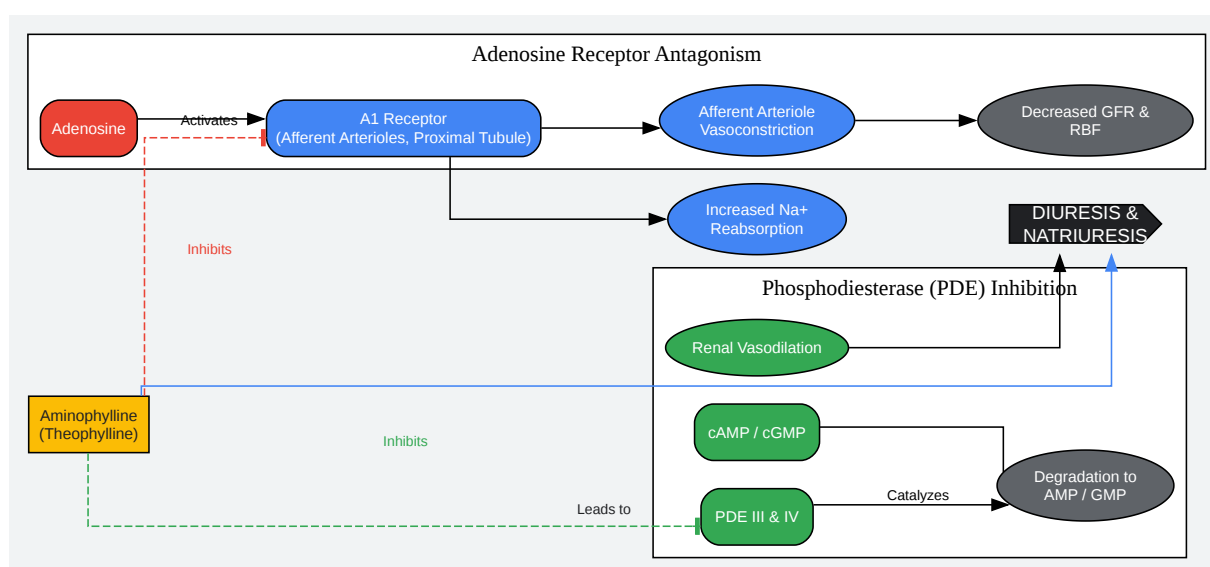 Adenosine Receptor Antagonism
Adenosine
Activates
A1 Receptor
(Afferent Arterioles, Proximal Tubule)
Afferent Arteriole
Vasoconstriction
Decreased GFR &
RBF
Increased Na+
Reabsorption
DIURESIS &
NATRIURESIS
Inhibits
Phosphodiesterase (PDE) Inhibition
Renal Vasodilation
Aminophylline
(Theophylline)
Inhibits
cAMP / cGMP
Degradation to
AMP / GMP
Leads to
PDE III & IV
Catalyzes